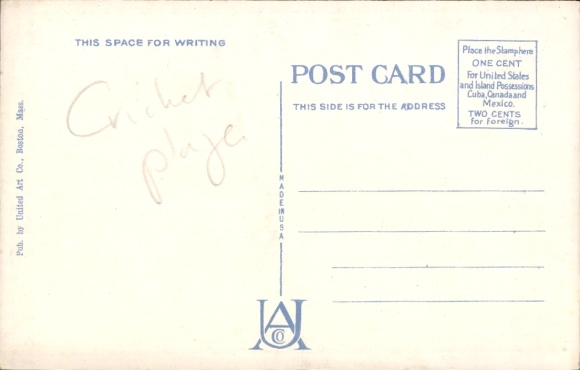 THIS SPACE FOR WRITING
Cricket
playe
POST CARD
THIS SIDE IS FOR THE ADDRESS
Place the Stamp here
ONE CENT
For United States
and Island Possessions
Cuba, Canada and
Mexico.
TWO CENTS
for Foreign.
Pub. by United Art Co., Boston, Mass.
MADE IN USA
UA
CO